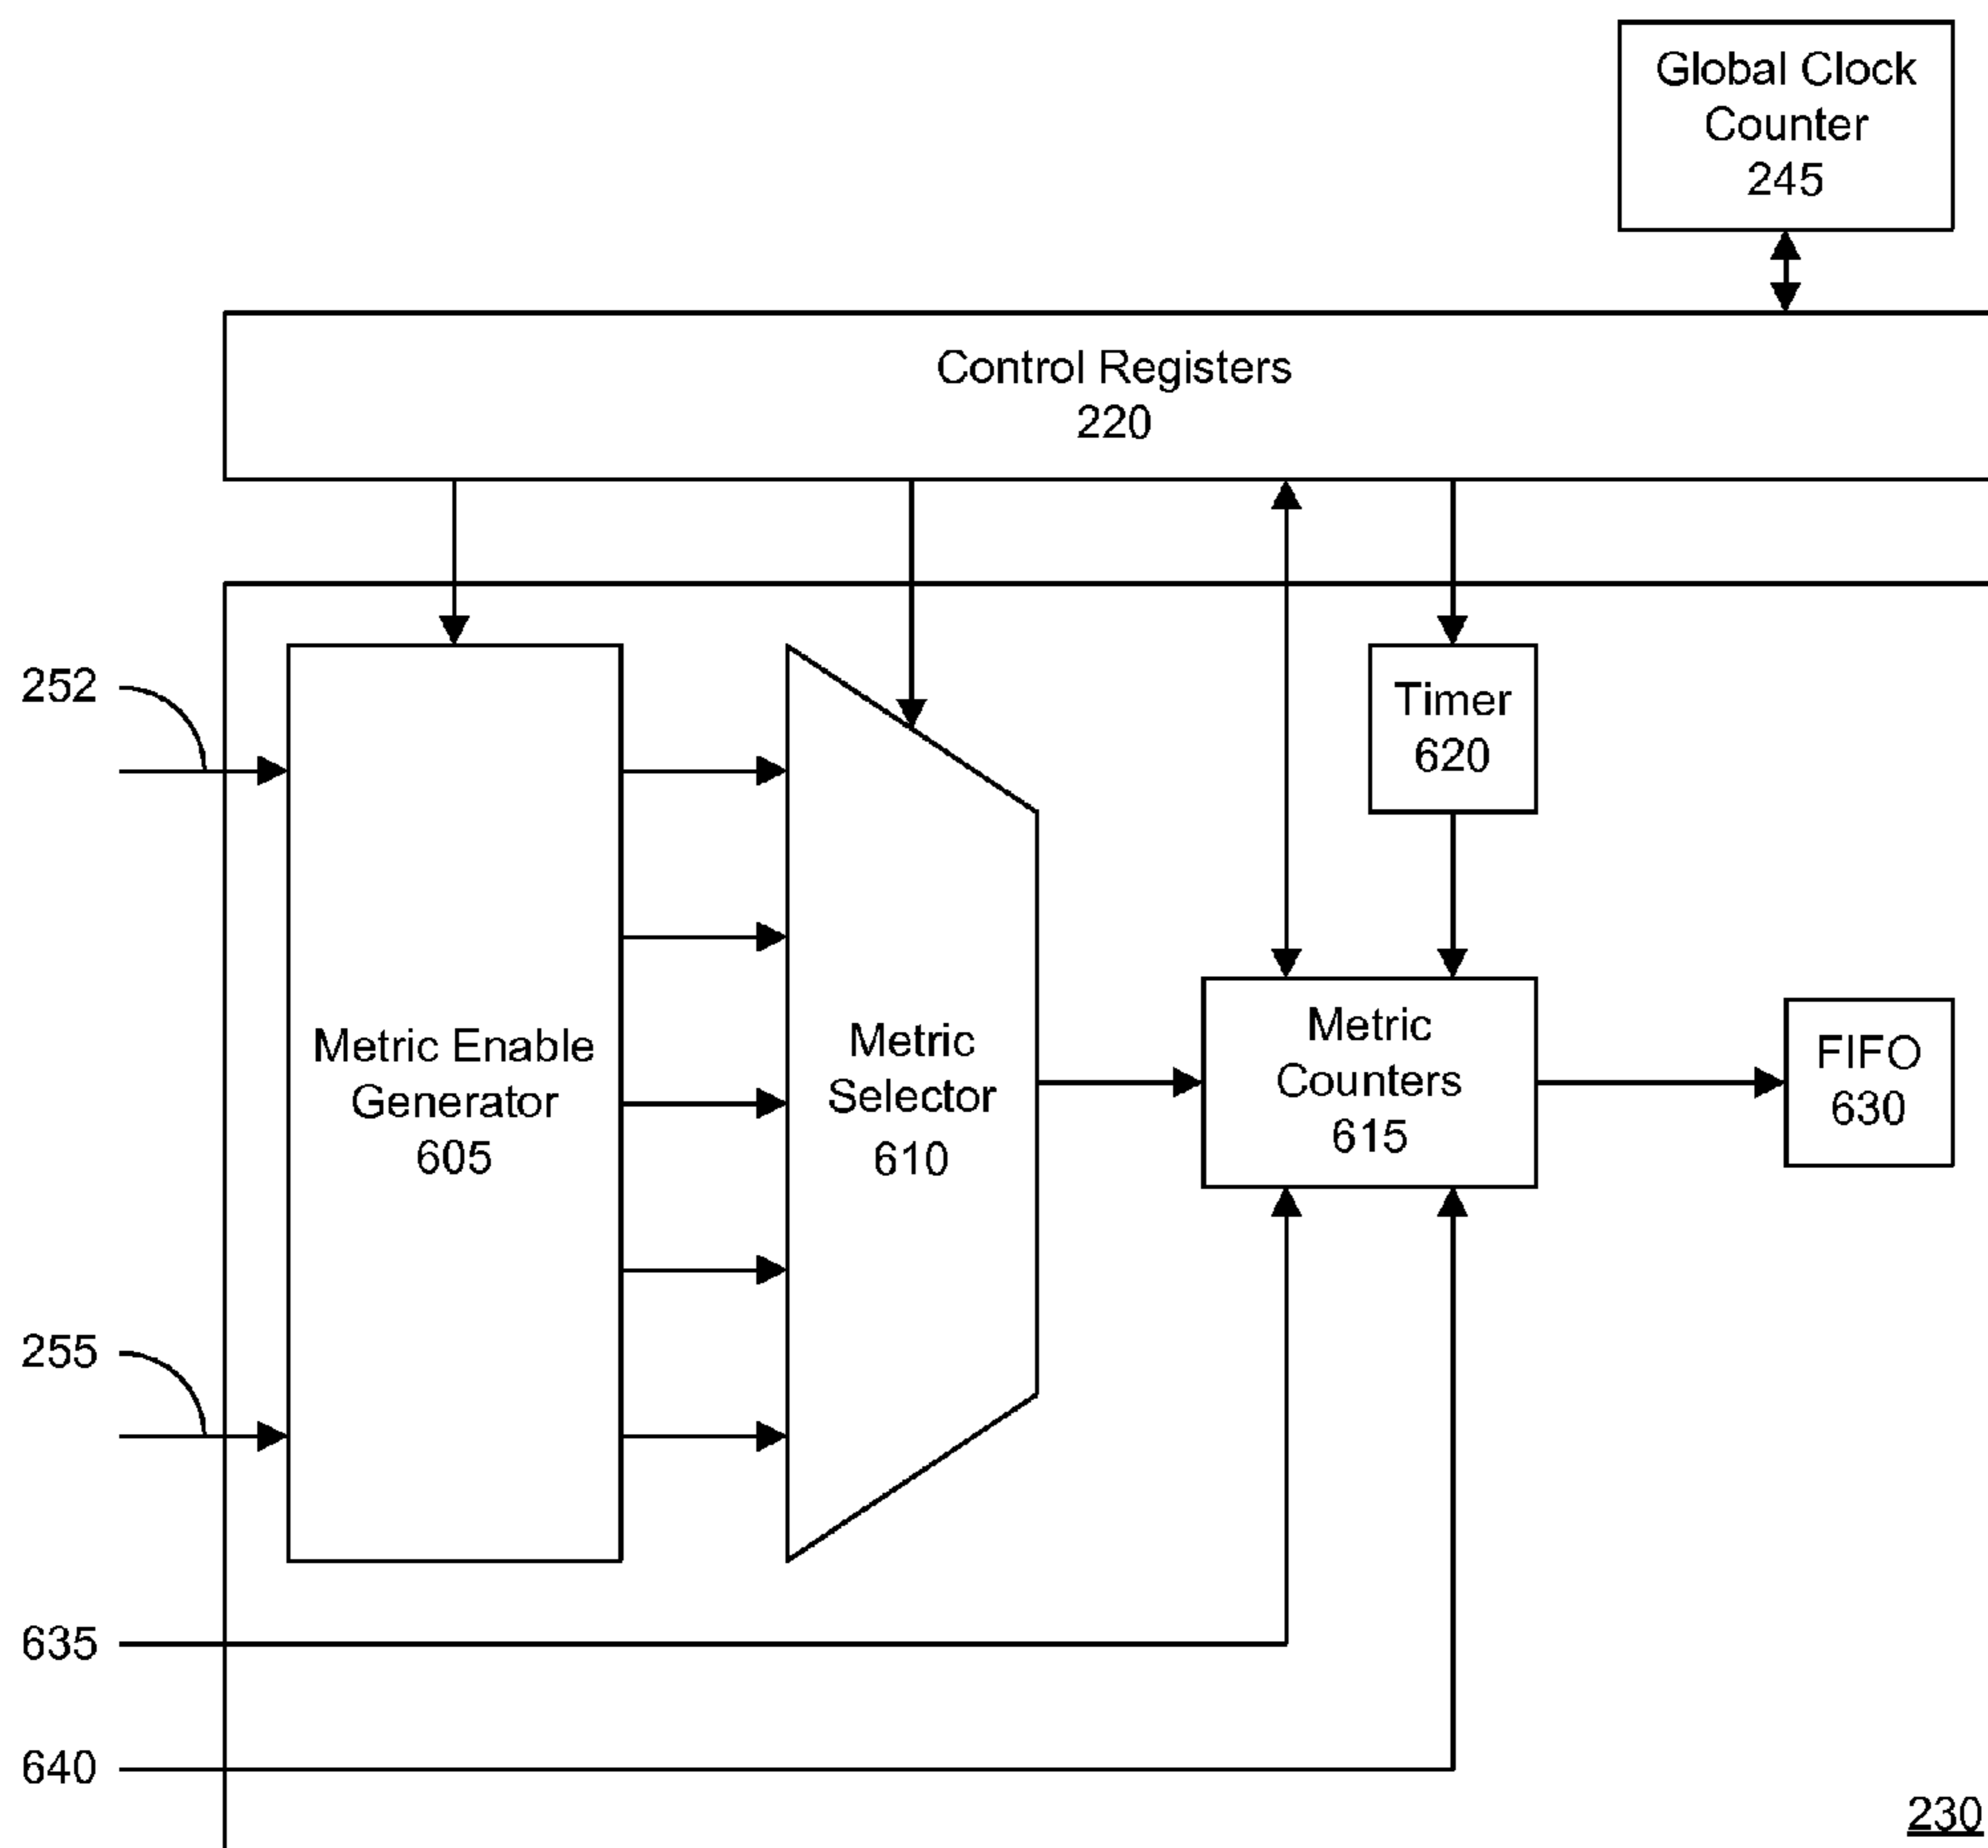 Global Clock
Counter
245
Control Registers
220
252
Timer
620
Metric Enable
Generator
605
Metric
Selector
610
Metric
Counters
615
FIFO
630
255
635
640
230